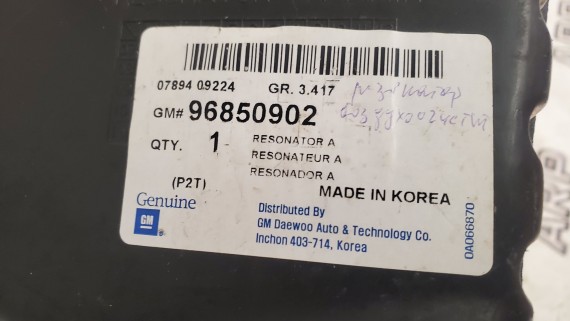 07894 09224 GR. 3.417
GM# 96850902
QTY. 1
RESONATOR A
RESONATEUR A
RESONADOR A
(P2T) MADE IN KOREA
Genuine
GM
Distributed By
GM Daewoo Auto & Technology Co.
Inchon 403-714, Korea
0A066870